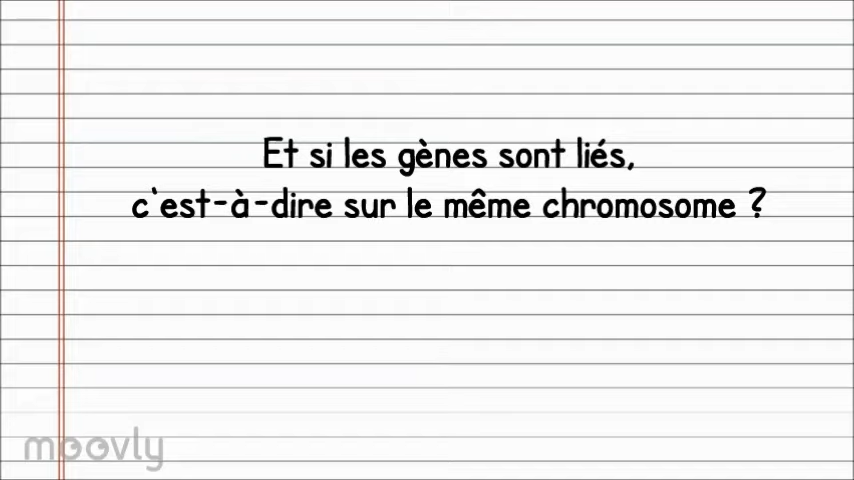 Et si les gènes sont liés,
c'est-à-dire sur le même chromosome ?
moovly